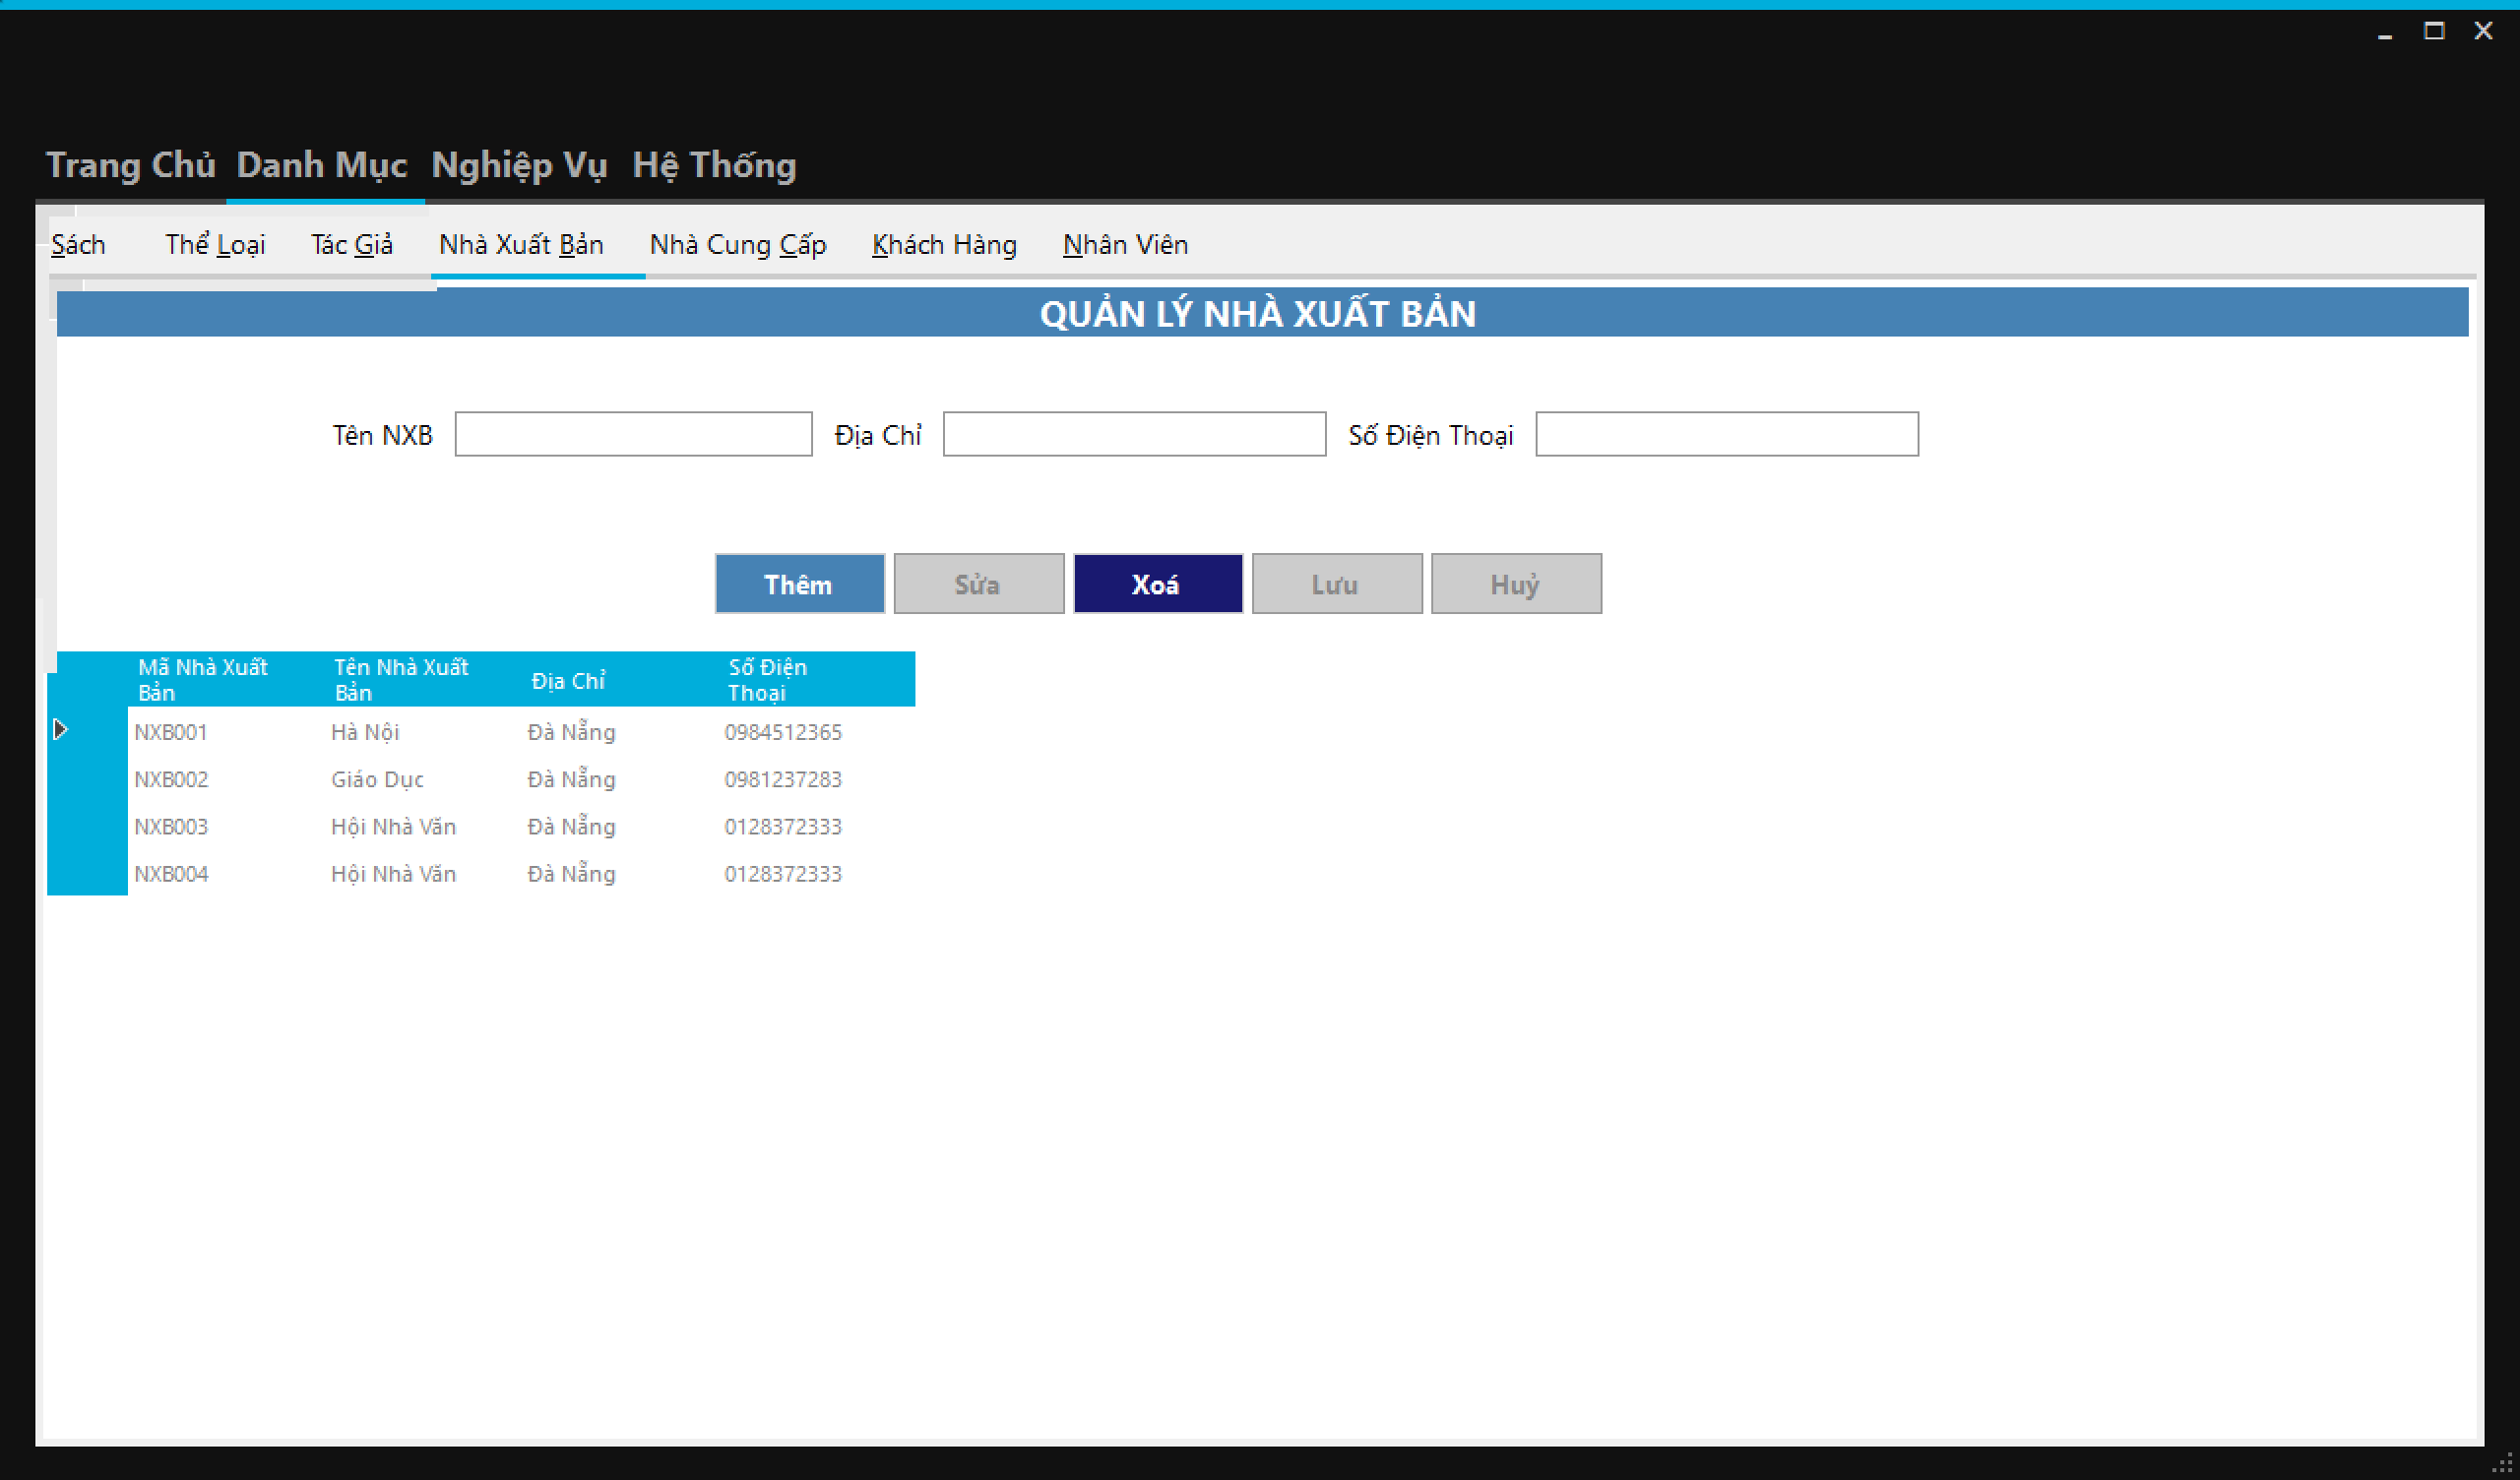 Trang Chủ Danh Mục Nghiệp Vụ Hệ Thống
Sách Thể Loại Tác Giả Nhà Xuất Bản Nhà Cung Cấp Khách Hàng Nhân Viên
QUẢN LÝ NHÀ XUẤT BẢN
Tên NXB Địa Chỉ Số Điện Thoại
Thêm Sửa Xoá Lưu Huỷ
Mã Nhà Xuất Bản Tên Nhà Xuất Bản Địa Chỉ Số Điện Thoại
NXB001 Hà Nội Đà Nẵng 0984512365
NXB002 Giáo Dục Đà Nẵng 0981237283
NXB003 Hội Nhà Văn Đà Nẵng 0128372333
NXB004 Hội Nhà Văn Đà Nẵng 0128372333